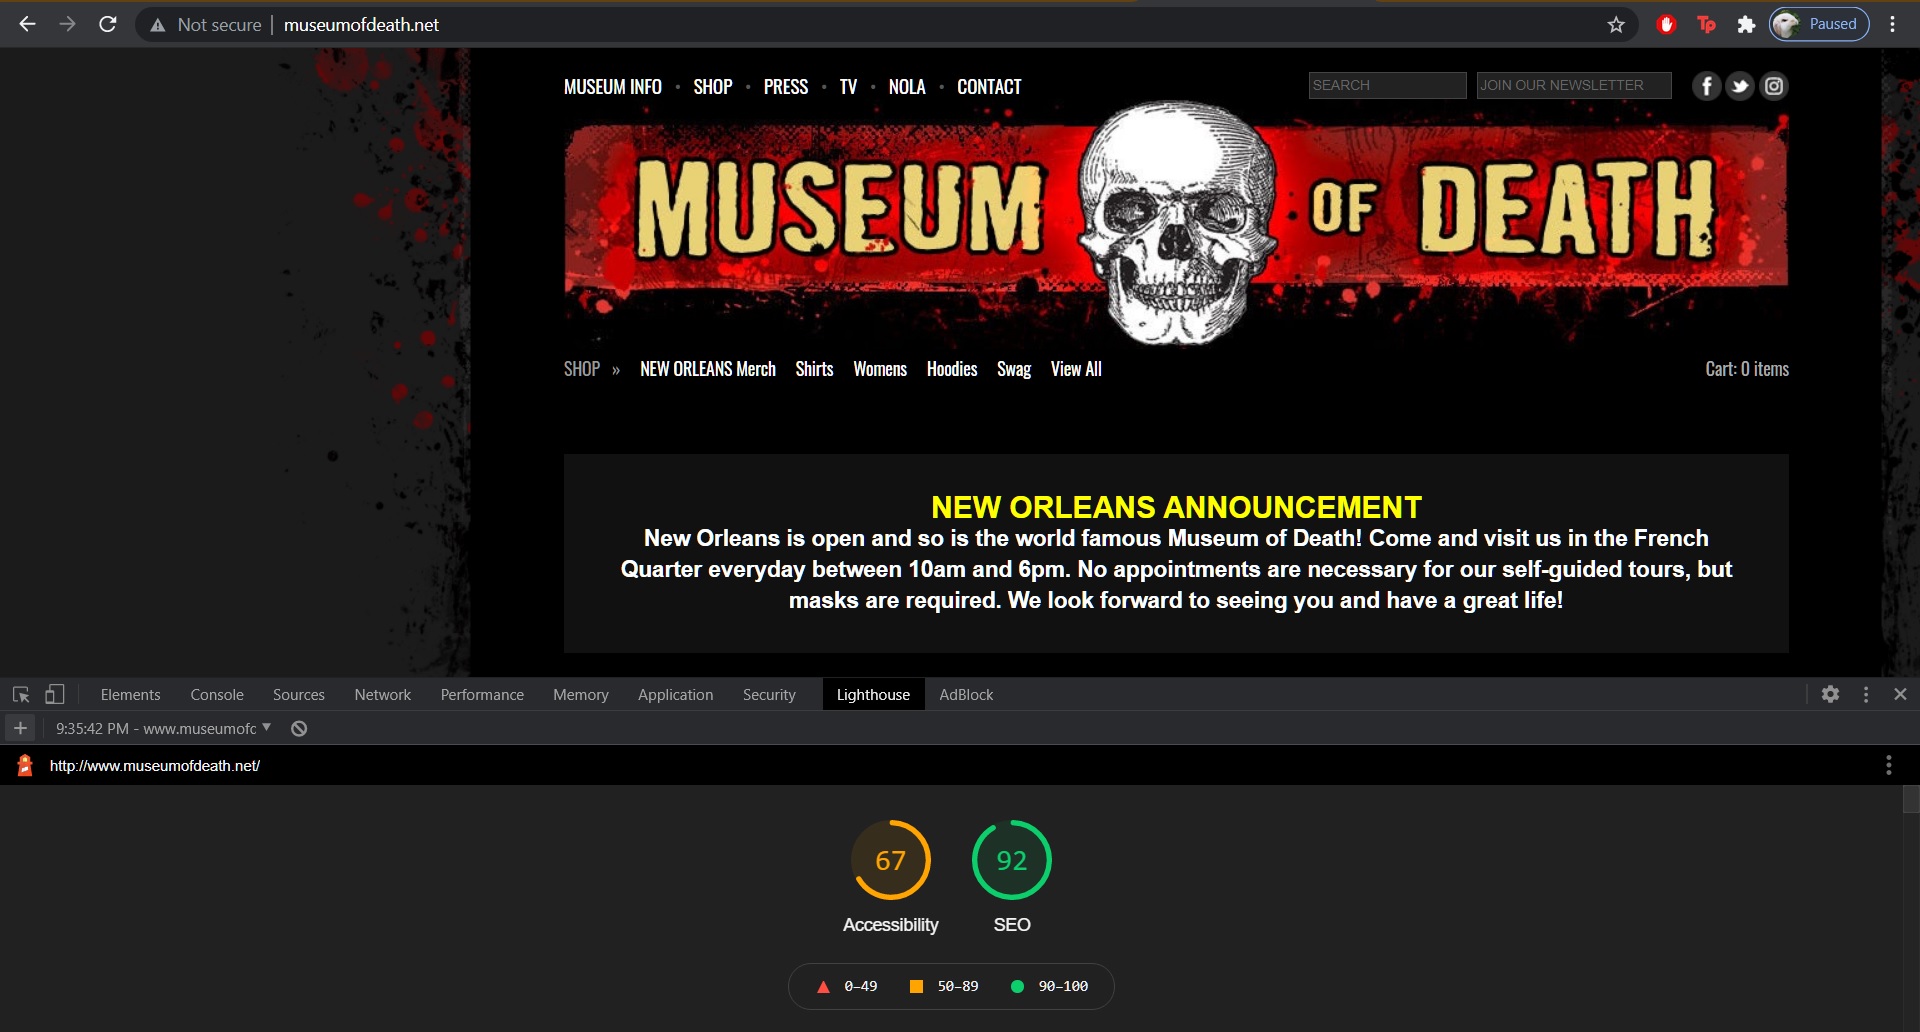 Not secure | museumofdeath.net
Tp
Paused
MUSEUM INFO • SHOP • PRESS • TV • NOLA • CONTACT
SEARCH
JOIN OUR NEWSLETTER
MUSEUM OF DEATH
SHOP » NEW ORLEANS Merch Shirts Womens Hoodies Swag View All
Cart: 0 items
NEW ORLEANS ANNOUNCEMENT
New Orleans is open and so is the world famous Museum of Death! Come and visit us in the French
Quarter everyday between 10am and 6pm. No appointments are necessary for our self-guided tours, but
masks are required. We look forward to seeing you and have a great life!
Elements Console Sources Network Performance Memory Application Security Lighthouse AdBlock
9:35:42 PM - www.museumofc
http://www.museumofdeath.net/
67 92
Accessibility SEO
0–49 50–89 90–100